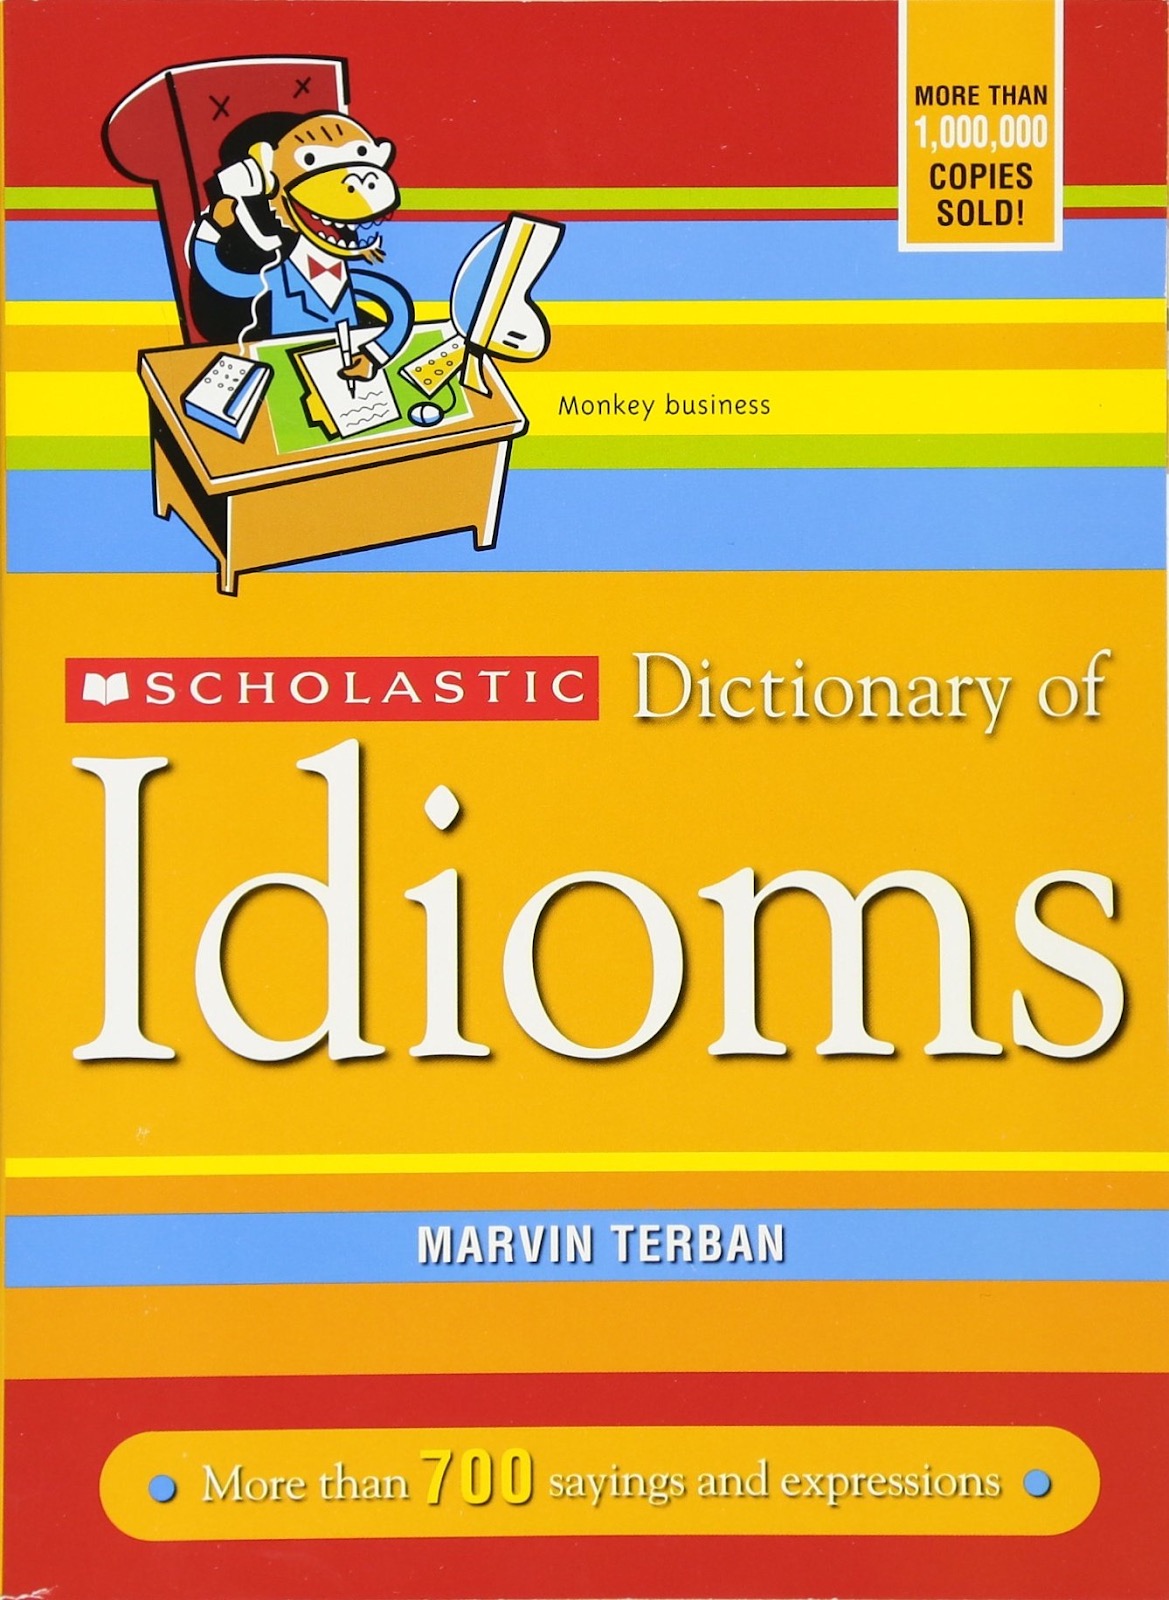 MORE THAN
1,000,000
COPIES
SOLD!
Monkey business
SCHOLASTIC Dictionary of
Idioms
MARVIN TERBAN
More than 700 sayings and expressions